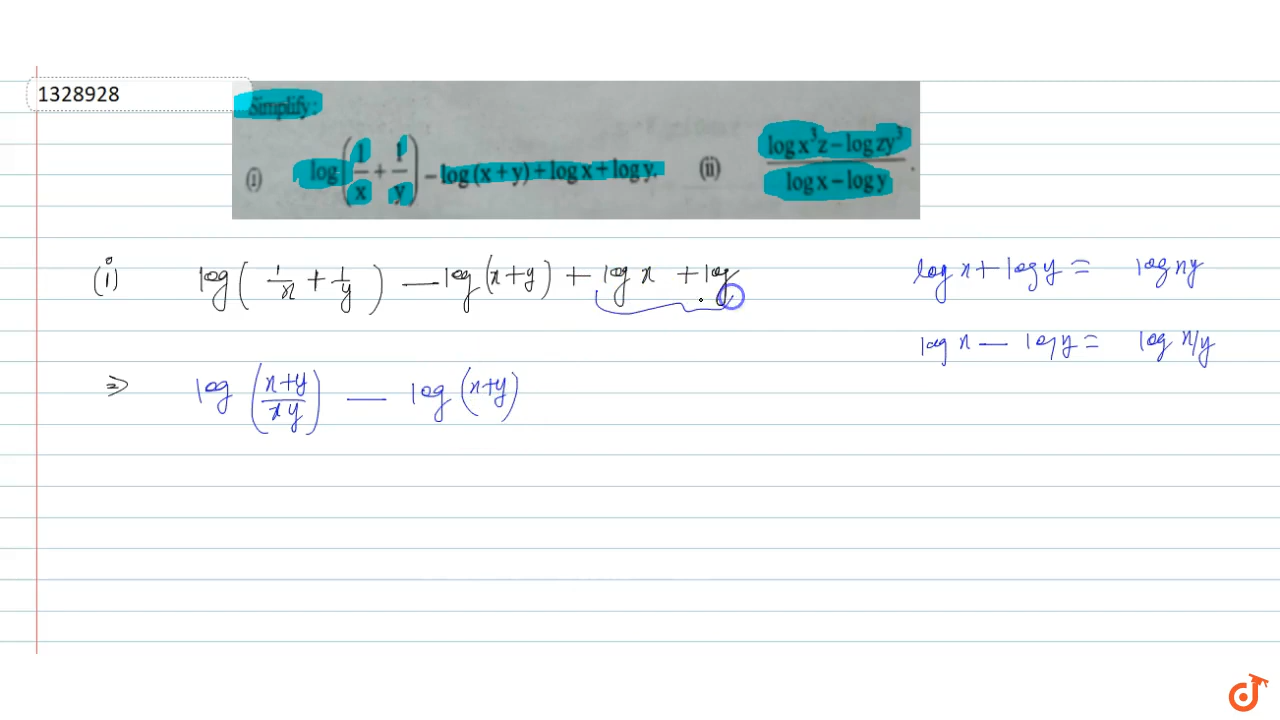 1328928
Simplify:
(i) log(1/x + 1/y) – log (x + y) + log x + log y. (ii) (log x³z – log zy³)/(log x – log y).
(i) log(1/x + 1/y) — log(x+y) + log x + log
log x + log y = log xy
log x — log y = log x/y
⇒ log((x+y)/xy) — log(x+y)